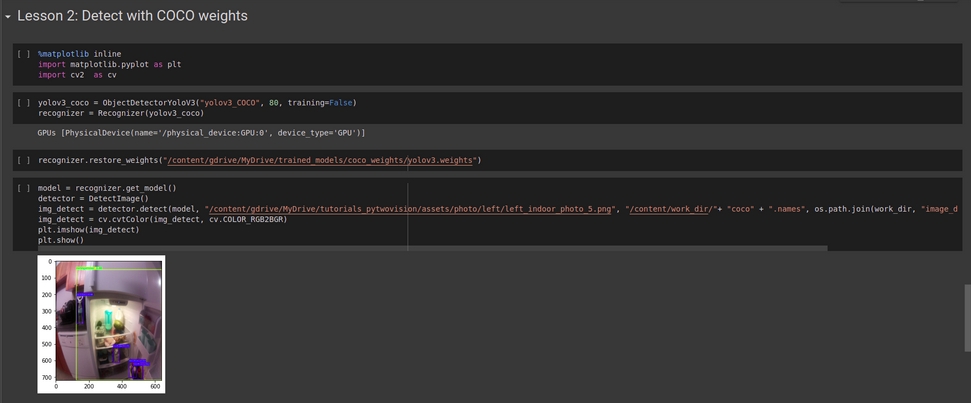 Lesson 2: Detect with COCO weights
[ ] %matplotlib inline
import matplotlib.pyplot as plt
import cv2  as cv
[ ] yolov3_coco = ObjectDetectorYoloV3("yolov3_COCO", 80, training=False)
recognizer = Recognizer(yolov3_coco)
GPUs [PhysicalDevice(name='/physical_device:GPU:0', device_type='GPU')]
[ ] recognizer.restore_weights("/content/gdrive/MyDrive/trained_models/coco_weights/yolov3.weights")
[ ] model = recognizer.get_model()
detector = DetectImage()
img_detect = detector.detect(model, "/content/gdrive/MyDrive/tutorials_pytwovision/assets/photo/left/left_indoor_photo_5.png", "/content/work_dir/"+ "coco" + ".names", os.path.join(work_dir, "image_d
img_detect = cv.cvtColor(img_detect, cv.COLOR_RGB2BGR)
plt.imshow(img_detect)
plt.show()
0
100
200
300
400
500
600
700
0 200 400 600